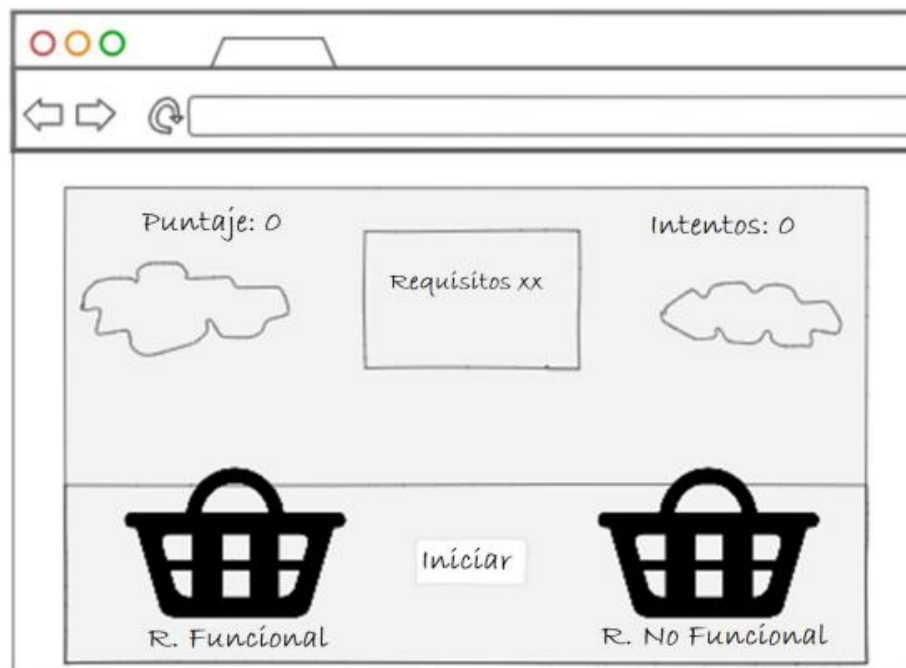 Puntaje: 0
Intentos: 0
Requisitos xx
Iniciar
R. Funcional
R. No Funcional